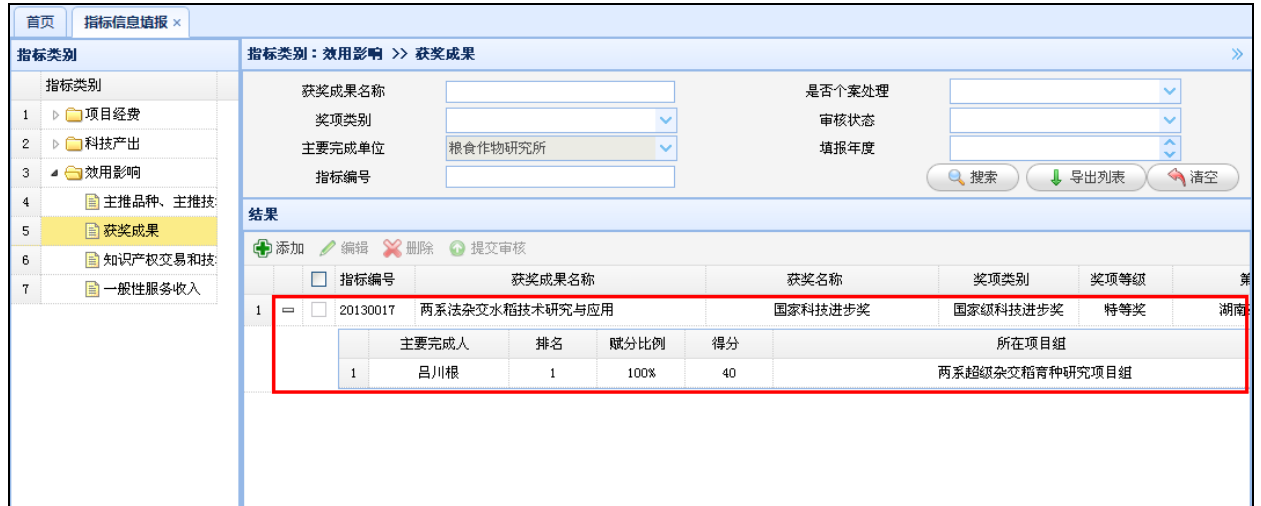 首页 指标信息填报 ×
指标类别
指标类别
1 项目经费
2 科技产出
3 效用影响
4 主推品种、主推技
5 获奖成果
6 知识产权交易和技
7 一般性服务收入
指标类别：效用影响 >> 获奖成果
获奖成果名称 是否个案处理
奖项类别 审核状态
主要完成单位 粮食作物研究所 填报年度
指标编号 搜索 导出列表 清空
结果
添加 编辑 删除 提交审核
指标编号 获奖成果名称 获奖名称 奖项类别 奖项等级 第
1 20130017 两系法杂交水稻技术研究与应用 国家科技进步奖 国家级科技进步奖 特等奖 湖南
主要完成人 排名 赋分比例 得分 所在项目组
1 吕川根 1 100% 40 两系超级杂交稻育种研究项目组